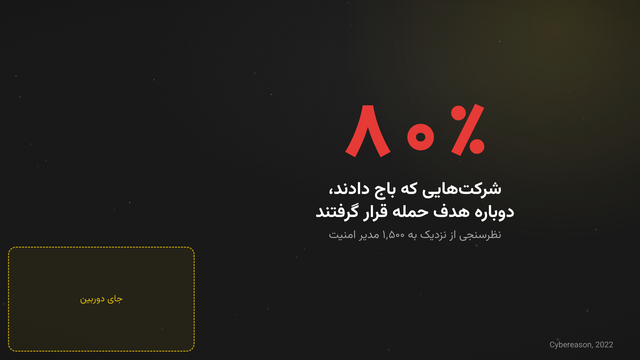 ۸۰٪
شرکت‌هایی که باج دادند،
دوباره هدف حمله قرار گرفتند
نظرسنجی از نزدیک به ۱,۵۰۰ مدیر امنیت
جای دوربین
Cybereason, 2022